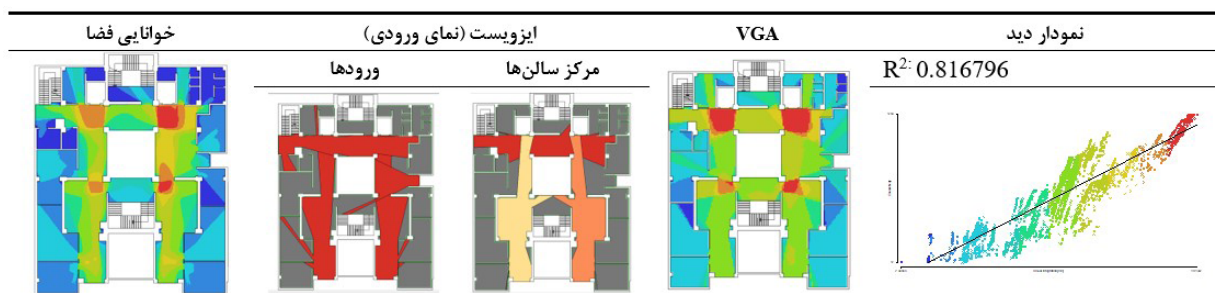 نمودار دید
VGA
ایزویست (نمای ورودی)
خوانایی فضا
مرکز سالن‌ها
ورودها
R2: 0.816796